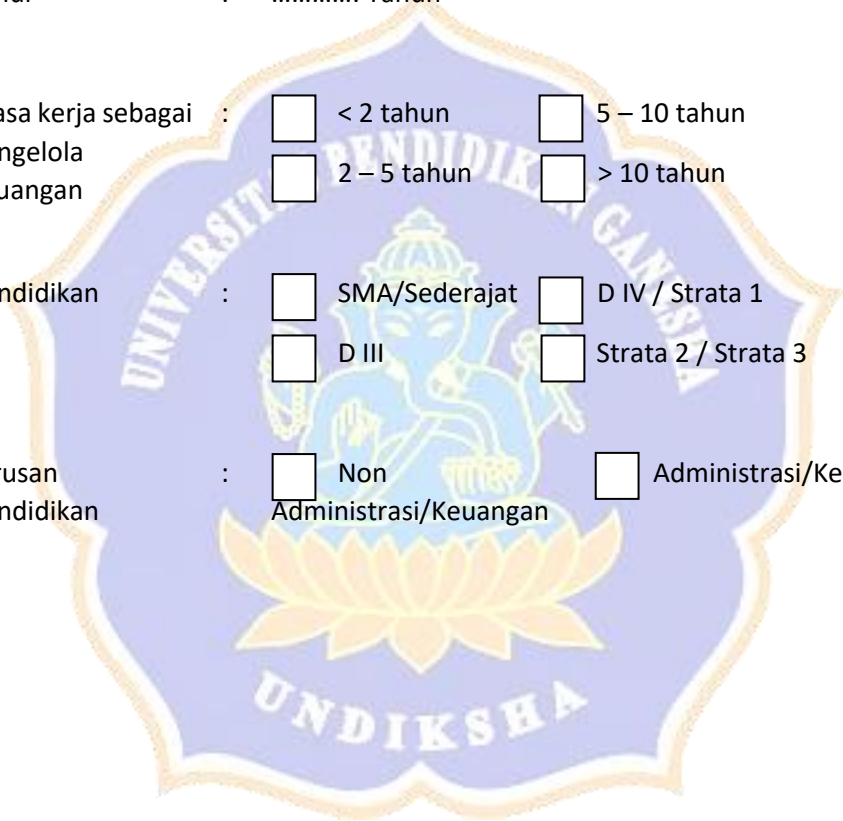 : ............. Tahun
asa kerja sebagai : < 2 tahun 5 – 10 tahun
ngelola
2 – 5 tahun > 10 tahun
uangan
ndidikan : SMA/Sederajat D IV / Strata 1
D III Strata 2 / Strata 3
rusan : Non Administrasi/Ke
ndidikan Administrasi/Keuangan
UNIVERSITAS PENDIDIKAN GANESHA
UNDIKSHA